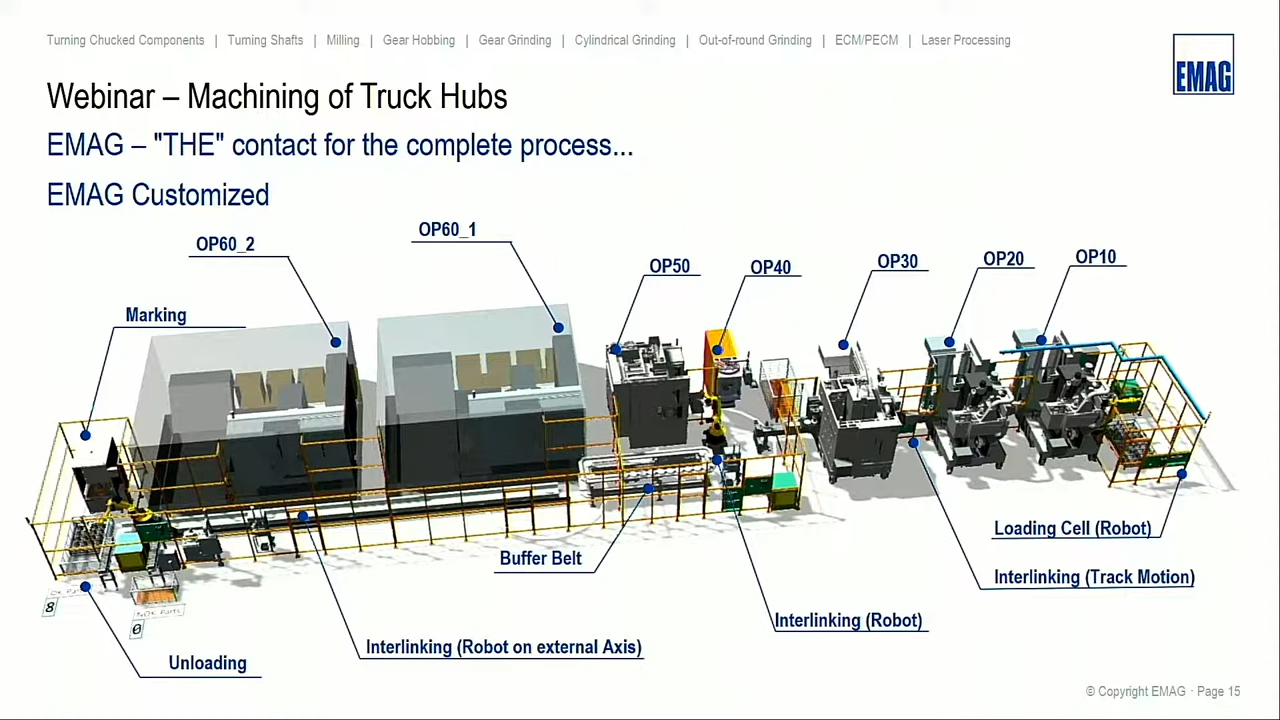 Turning Chucked Components | Turning Shafts | Milling | Gear Hobbing | Gear Grinding | Cylindrical Grinding | Out-of-round Grinding | ECM/PECM | Laser Processing
EMAG
Webinar – Machining of Truck Hubs
EMAG – "THE" contact for the complete process...
EMAG Customized
OP60_2
OP60_1
OP50
OP40
OP30
OP20
OP10
Marking
Loading Cell (Robot)
Buffer Belt
Interlinking (Track Motion)
8
0
Interlinking (Robot)
Interlinking (Robot on external Axis)
Unloading
© Copyright EMAG · Page 15